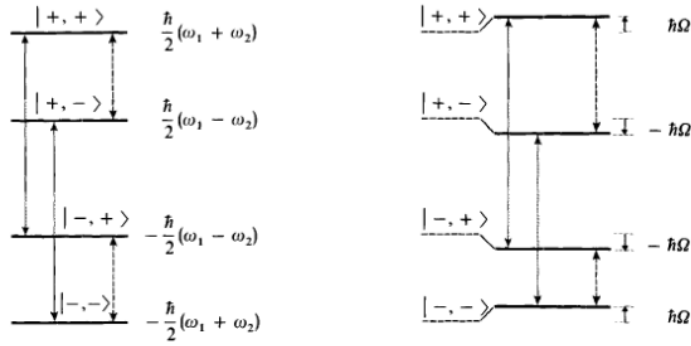 |+, +⟩ ħ/2 (ω₁ + ω₂)
|+, −⟩ ħ/2 (ω₁ − ω₂)
|−, +⟩ − ħ/2 (ω₁ − ω₂)
|−,−⟩ − ħ/2 (ω₁ + ω₂)
|+, +⟩ ħΩ
|+, −⟩ − ħΩ
|−, +⟩ − ħΩ
|−, −⟩ ħΩ